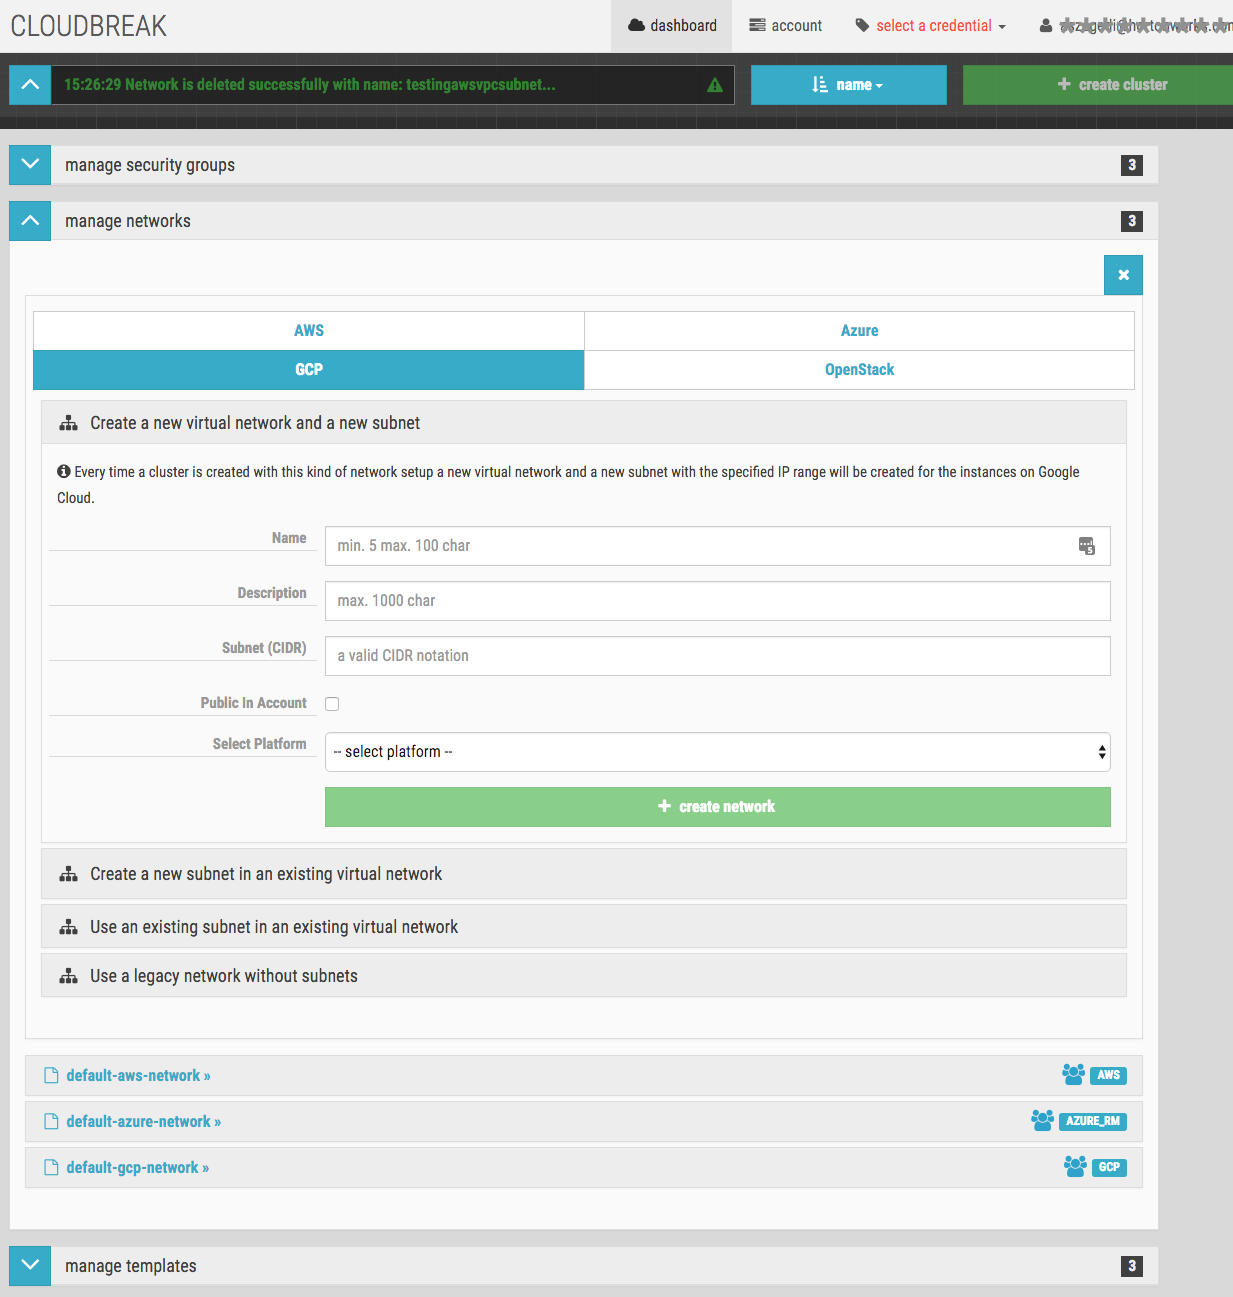 CLOUDBREAK
dashboard
account
select a credential
15:26:29 Network is deleted successfully with name: testingawsvpcsubnet...
name
create cluster
manage security groups
3
manage networks
3
AWS
Azure
GCP
OpenStack
Create a new virtual network and a new subnet
Every time a cluster is created with this kind of network setup a new virtual network and a new subnet with the specified IP range will be created for the instances on Google
Cloud.
Name
min. 5 max. 100 char
Description
max. 1000 char
Subnet (CIDR)
a valid CIDR notation
Public In Account
Select Platform
-- select platform --
create network
Create a new subnet in an existing virtual network
Use an existing subnet in an existing virtual network
Use a legacy network without subnets
default-aws-network »
AWS
default-azure-network »
AZURE_RM
default-gcp-network »
GCP
manage templates
3